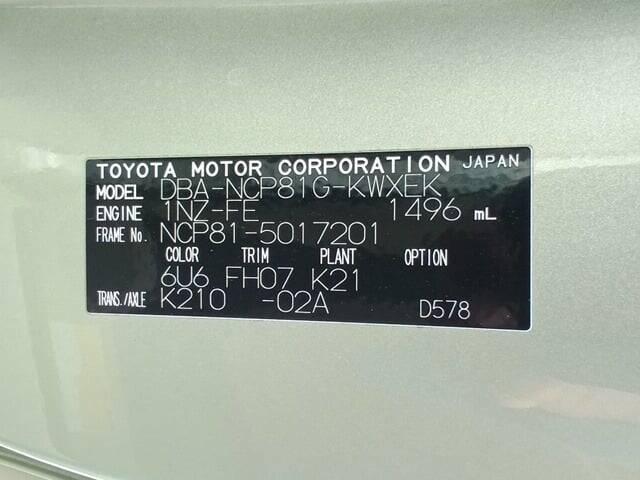 TOYOTA MOTOR CORPORATION JAPAN
MODEL DBA-NCP81G-KWXEK
ENGINE 1NZ-FE 1496 mL
FRAME No. NCP81-5017201
COLOR TRIM PLANT OPTION
6U6 FH07 K21
TRANS./AXLE K210 -02A D578